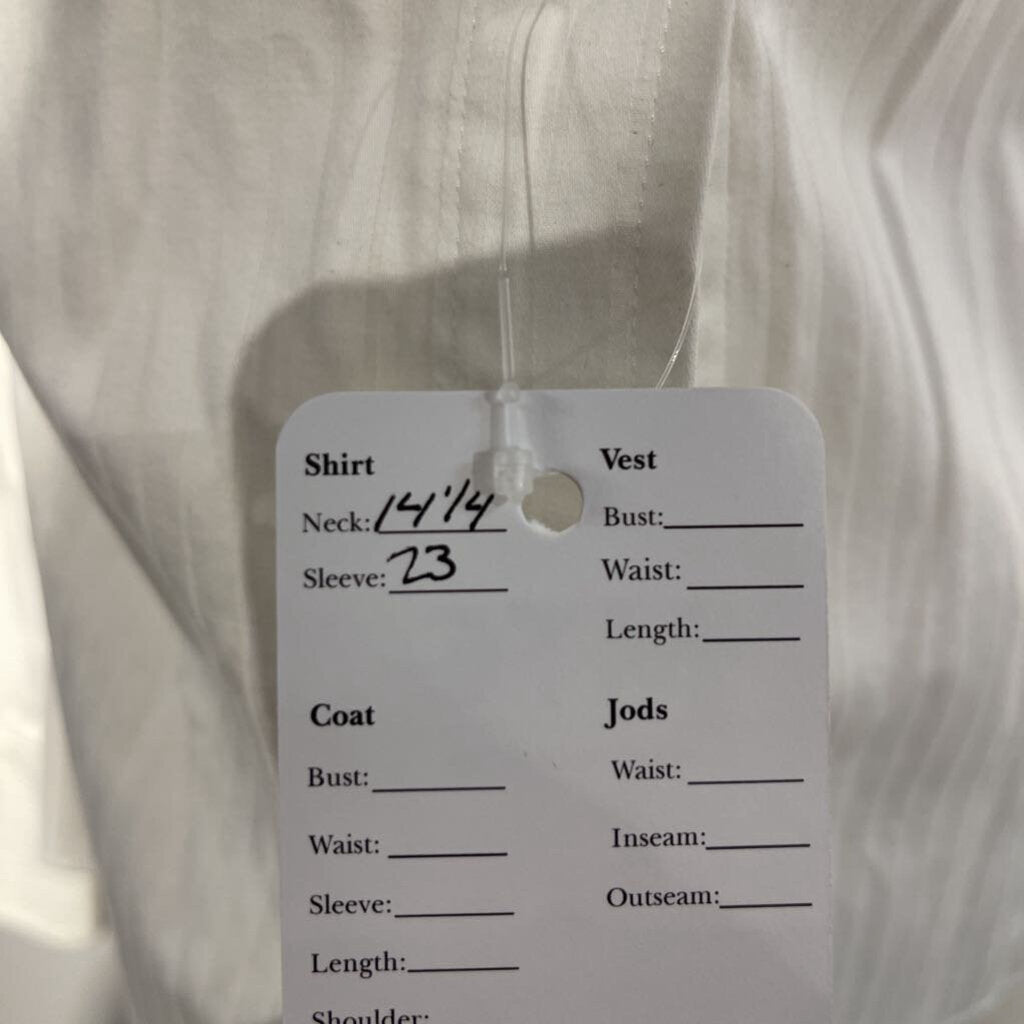 Shirt
Neck: 14 1/4
Sleeve: 23
Vest
Bust:
Waist:
Length:
Coat
Bust:
Waist:
Sleeve:
Length:
Shoulder:
Jods
Waist:
Inseam:
Outseam: